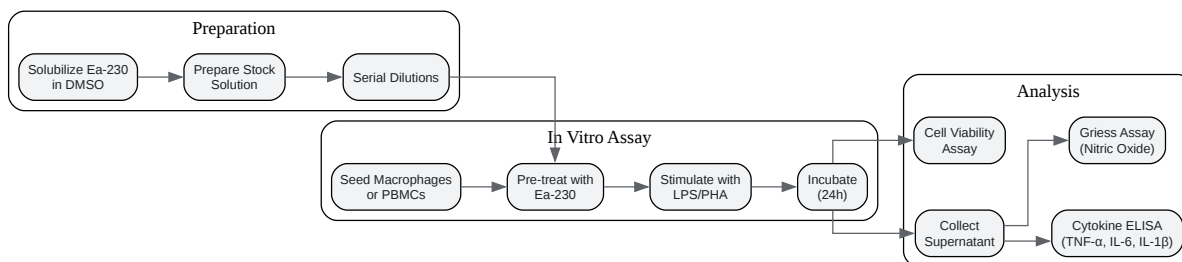 Preparation
Solubilize Ea-230
in DMSO
Prepare Stock
Solution
Serial Dilutions
In Vitro Assay
Seed Macrophages
or PBMCs
Pre-treat with
Ea-230
Stimulate with
LPS/PHA
Incubate
(24h)
Analysis
Cell Viability
Assay
Griess Assay
(Nitric Oxide)
Collect
Supernatant
Cytokine ELISA
(TNF-α, IL-6, IL-1β)